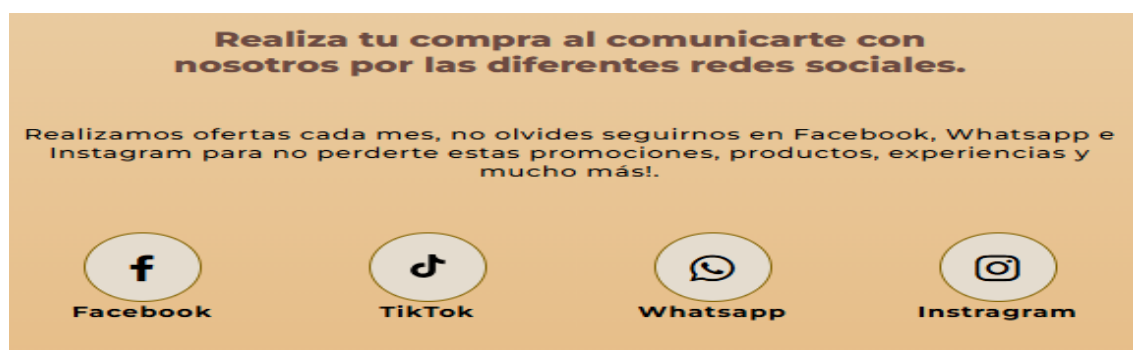 Realiza tu compra al comunicarte con
nosotros por las diferentes redes sociales.
Realizamos ofertas cada mes, no olvides seguirnos en Facebook, Whatsapp e
Instagram para no perderte estas promociones, productos, experiencias y
mucho más!.
Facebook
TikTok
Whatsapp
Instragram